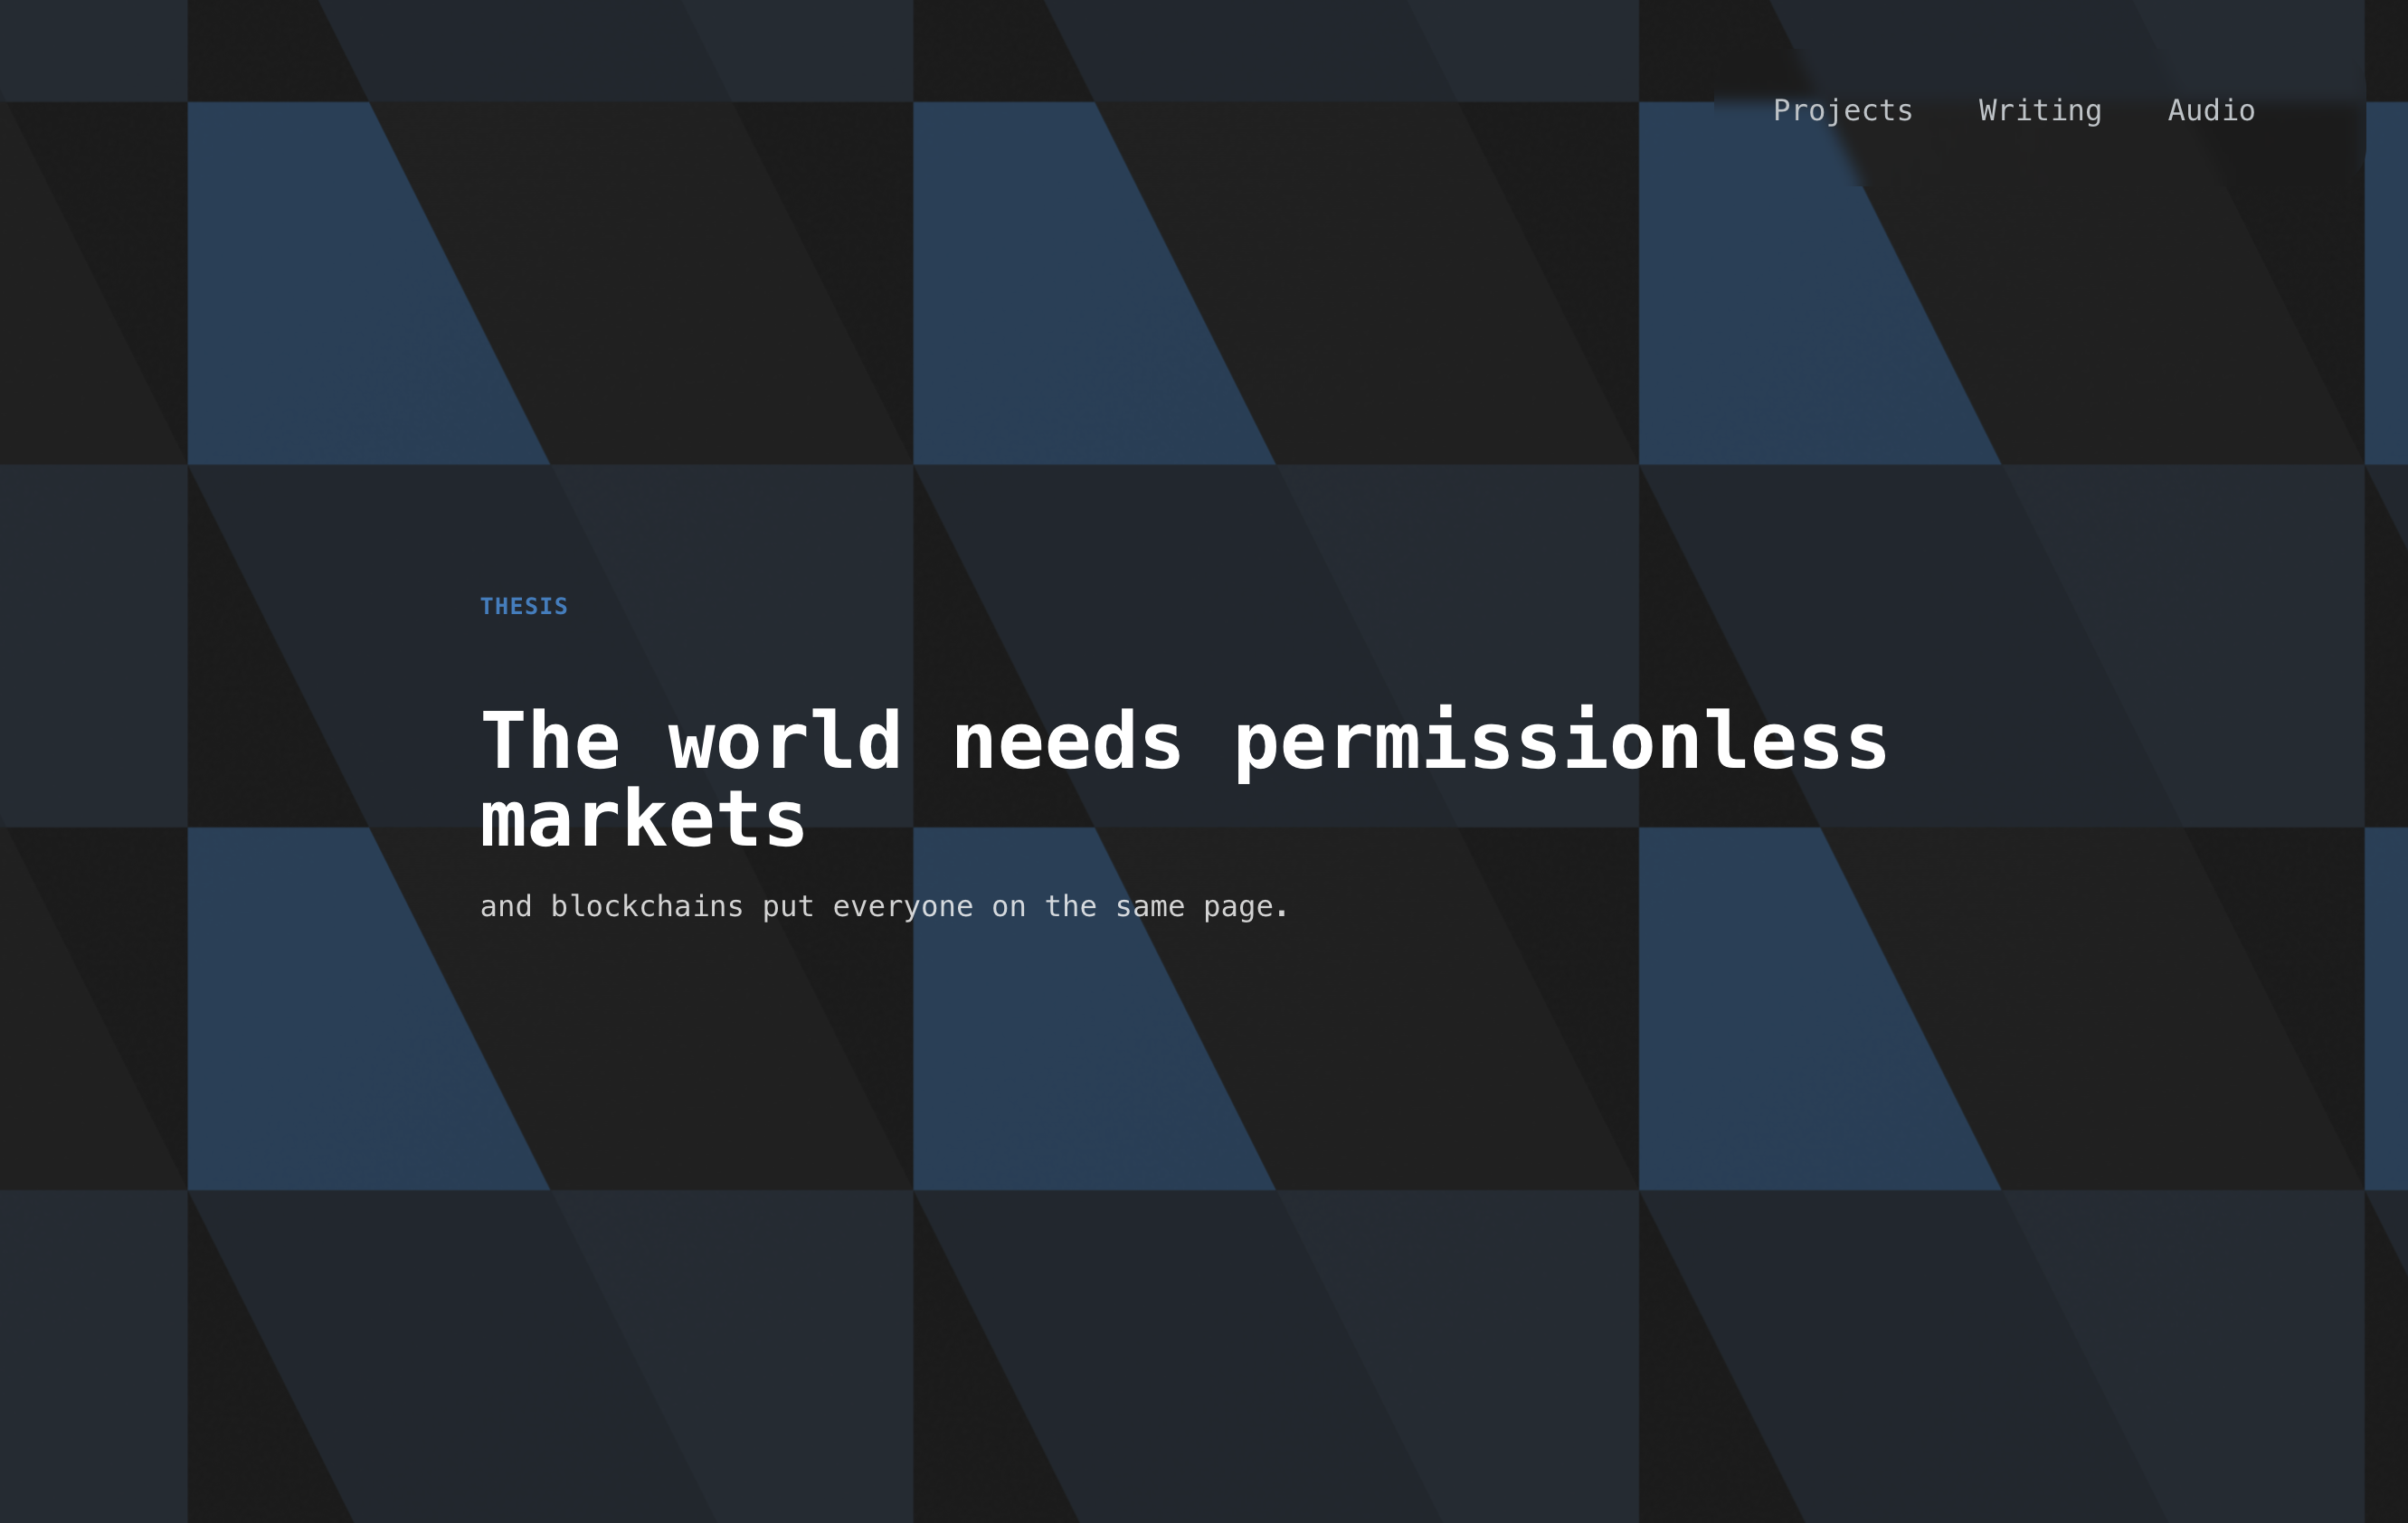 Projects Writing Audio
THESIS
The world needs permissionless
markets
and blockchains put everyone on the same page.